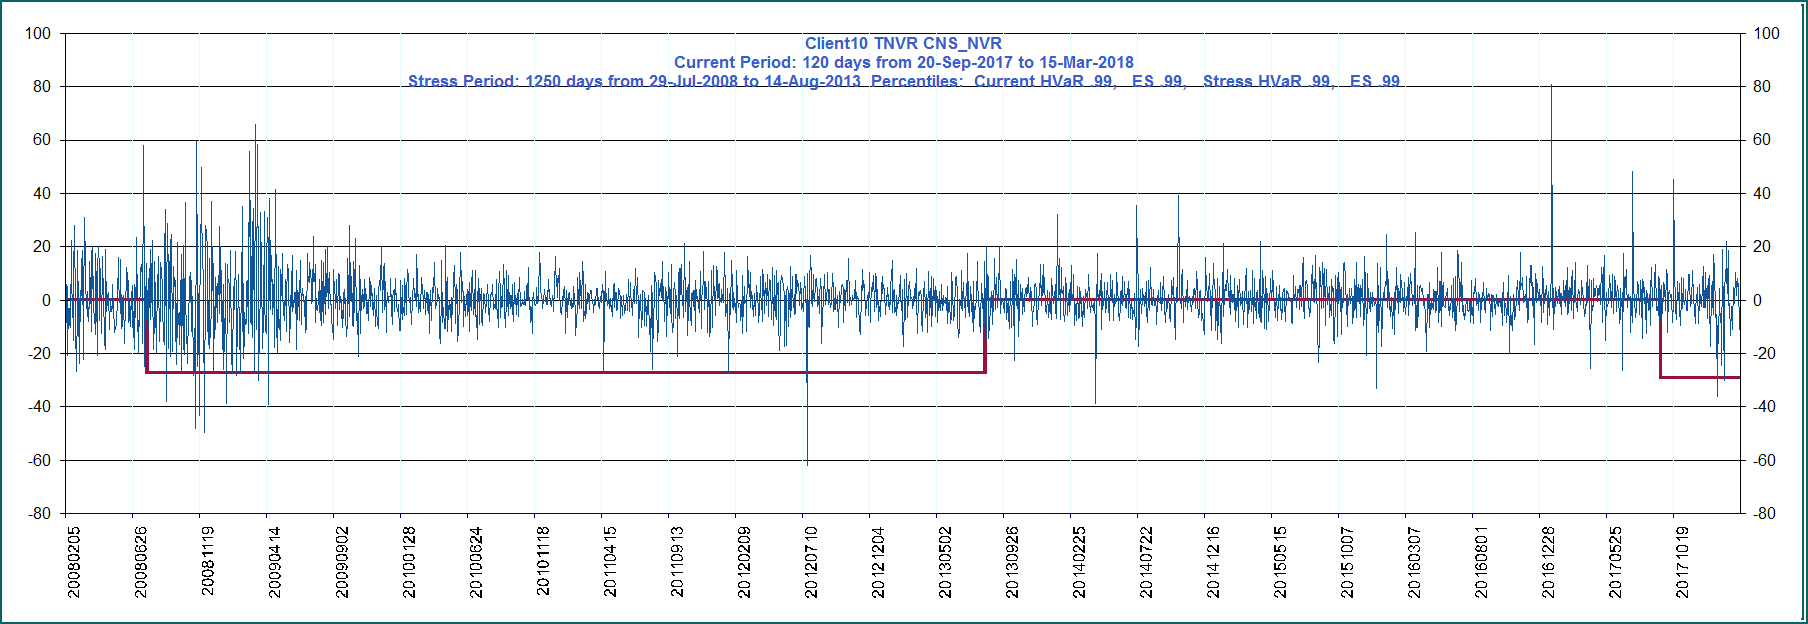 Client10 TNVR CNS_NVR
Current Period: 120 days from 20-Sep-2017 to 15-Mar-2018
Stress Period: 1250 days from 29-Jul-2008 to 14-Aug-2013 Percentiles: Current HVaR .99, ES .99, Stress HVaR .99, ES .99
100 100
80 80
60 60
40 40
20 20
0 0
-20 -20
-40 -40
-60 -60
-80 -80
20080205 20080626 20081119 20090414 20090902 20100128 20100624 20101118 20110415 20110913 20120209 20120710 20121204 20130502 20130926 20140225 20140722 20141216 20150515 20151007 20160307 20160801 20161228 20170525 20171019